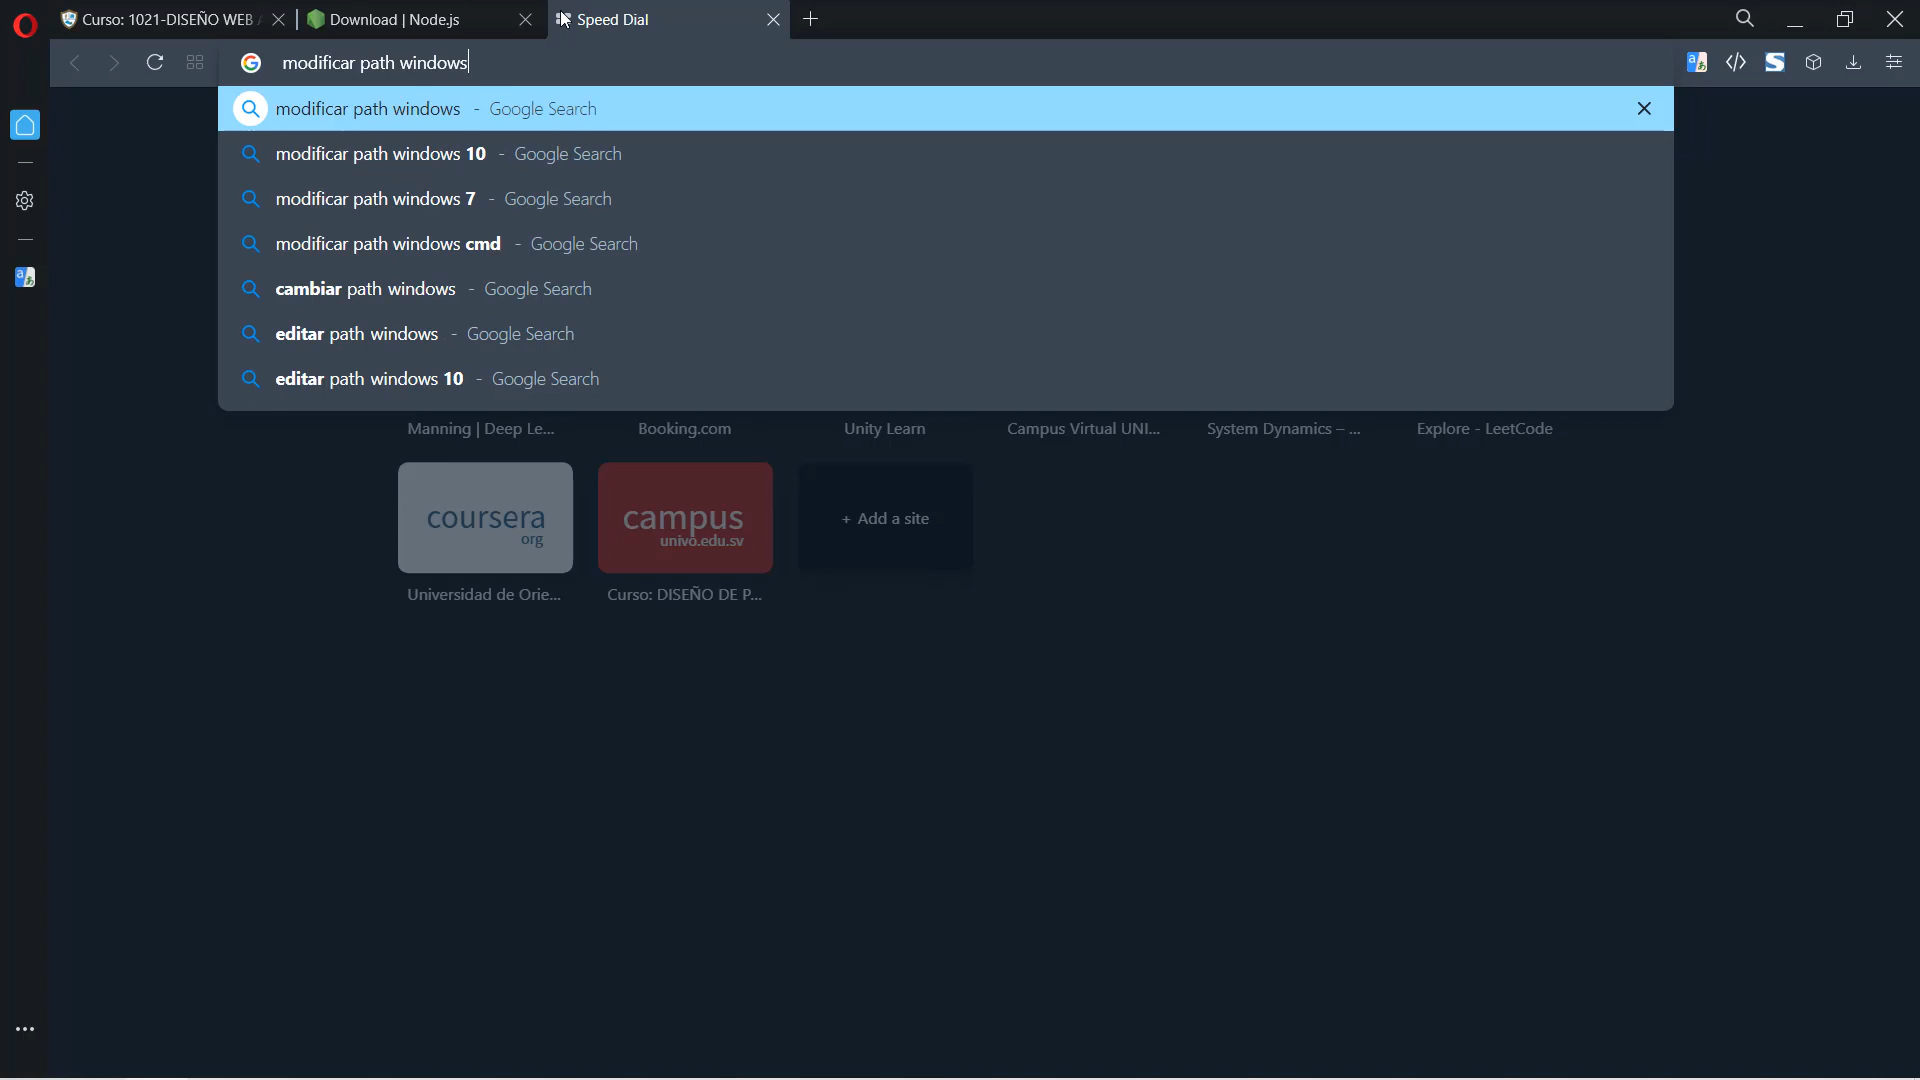 Curso: 1021-DISEÑO WEB
Download | Node.js
Speed Dial
modificar path windows
modificar path windows - Google Search
modificar path windows 10 - Google Search
modificar path windows 7 - Google Search
modificar path windows cmd - Google Search
cambiar path windows - Google Search
editar path windows - Google Search
editar path windows 10 - Google Search
Manning | Deep Le...
Booking.com
Unity Learn
Campus Virtual UNI...
System Dynamics – ...
Explore - LeetCode
coursera
org
campus
univo.edu.sv
+ Add a site
Universidad de Orie...
Curso: DISEÑO DE P...